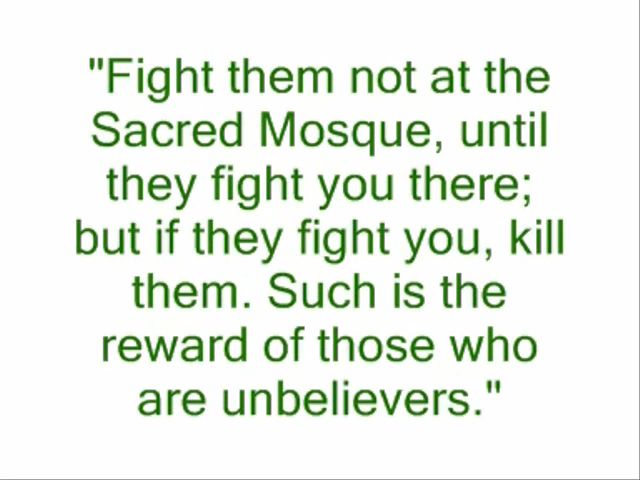 "Fight them not at the
Sacred Mosque, until
they fight you there;
but if they fight you, kill
them. Such is the
reward of those who
are unbelievers."